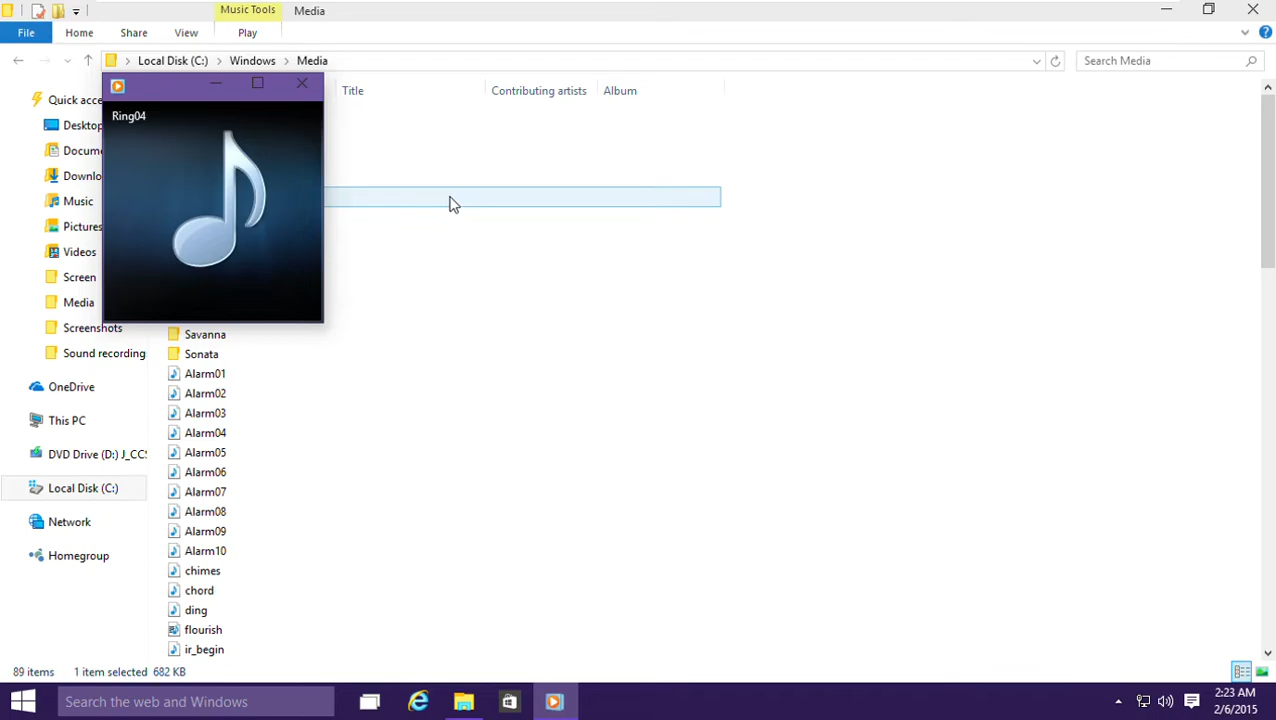 Music Tools
Media
File
Home
Share
View
Play
Local Disk (C:)
Windows
Media
Search Media
Title
Contributing artists
Album
Ring04
Quick acce
Desktop
Docume
Downlo
Music
Pictures
Videos
Screen
Media
Screenshots
Sound recording
OneDrive
This PC
DVD Drive (D:) J_CCS
Local Disk (C:)
Network
Homegroup
Savanna
Sonata
Alarm01
Alarm02
Alarm03
Alarm04
Alarm05
Alarm06
Alarm07
Alarm08
Alarm09
Alarm10
chimes
chord
ding
flourish
ir_begin
89 items
1 item selected 682 KB
Search the web and Windows
2:23 AM
2/6/2015